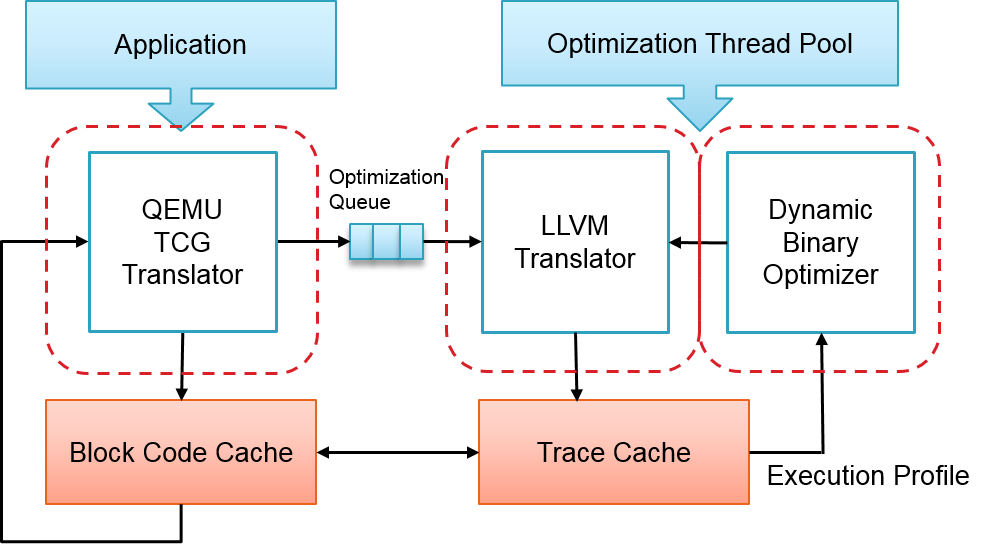 Application
Optimization Thread Pool
QEMU
TCG
Translator
Optimization
Queue
LLVM
Translator
Dynamic
Binary
Optimizer
Block Code Cache
Trace Cache
Execution Profile